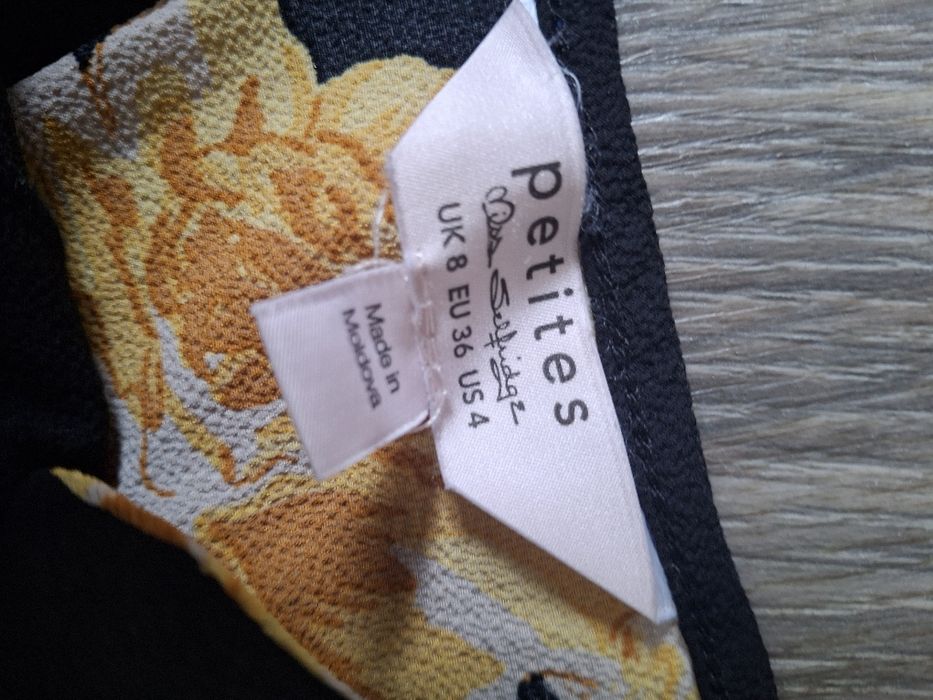 petites
Miss Selfridge
UK 8 EU 36 US 4
Made in
Moldova